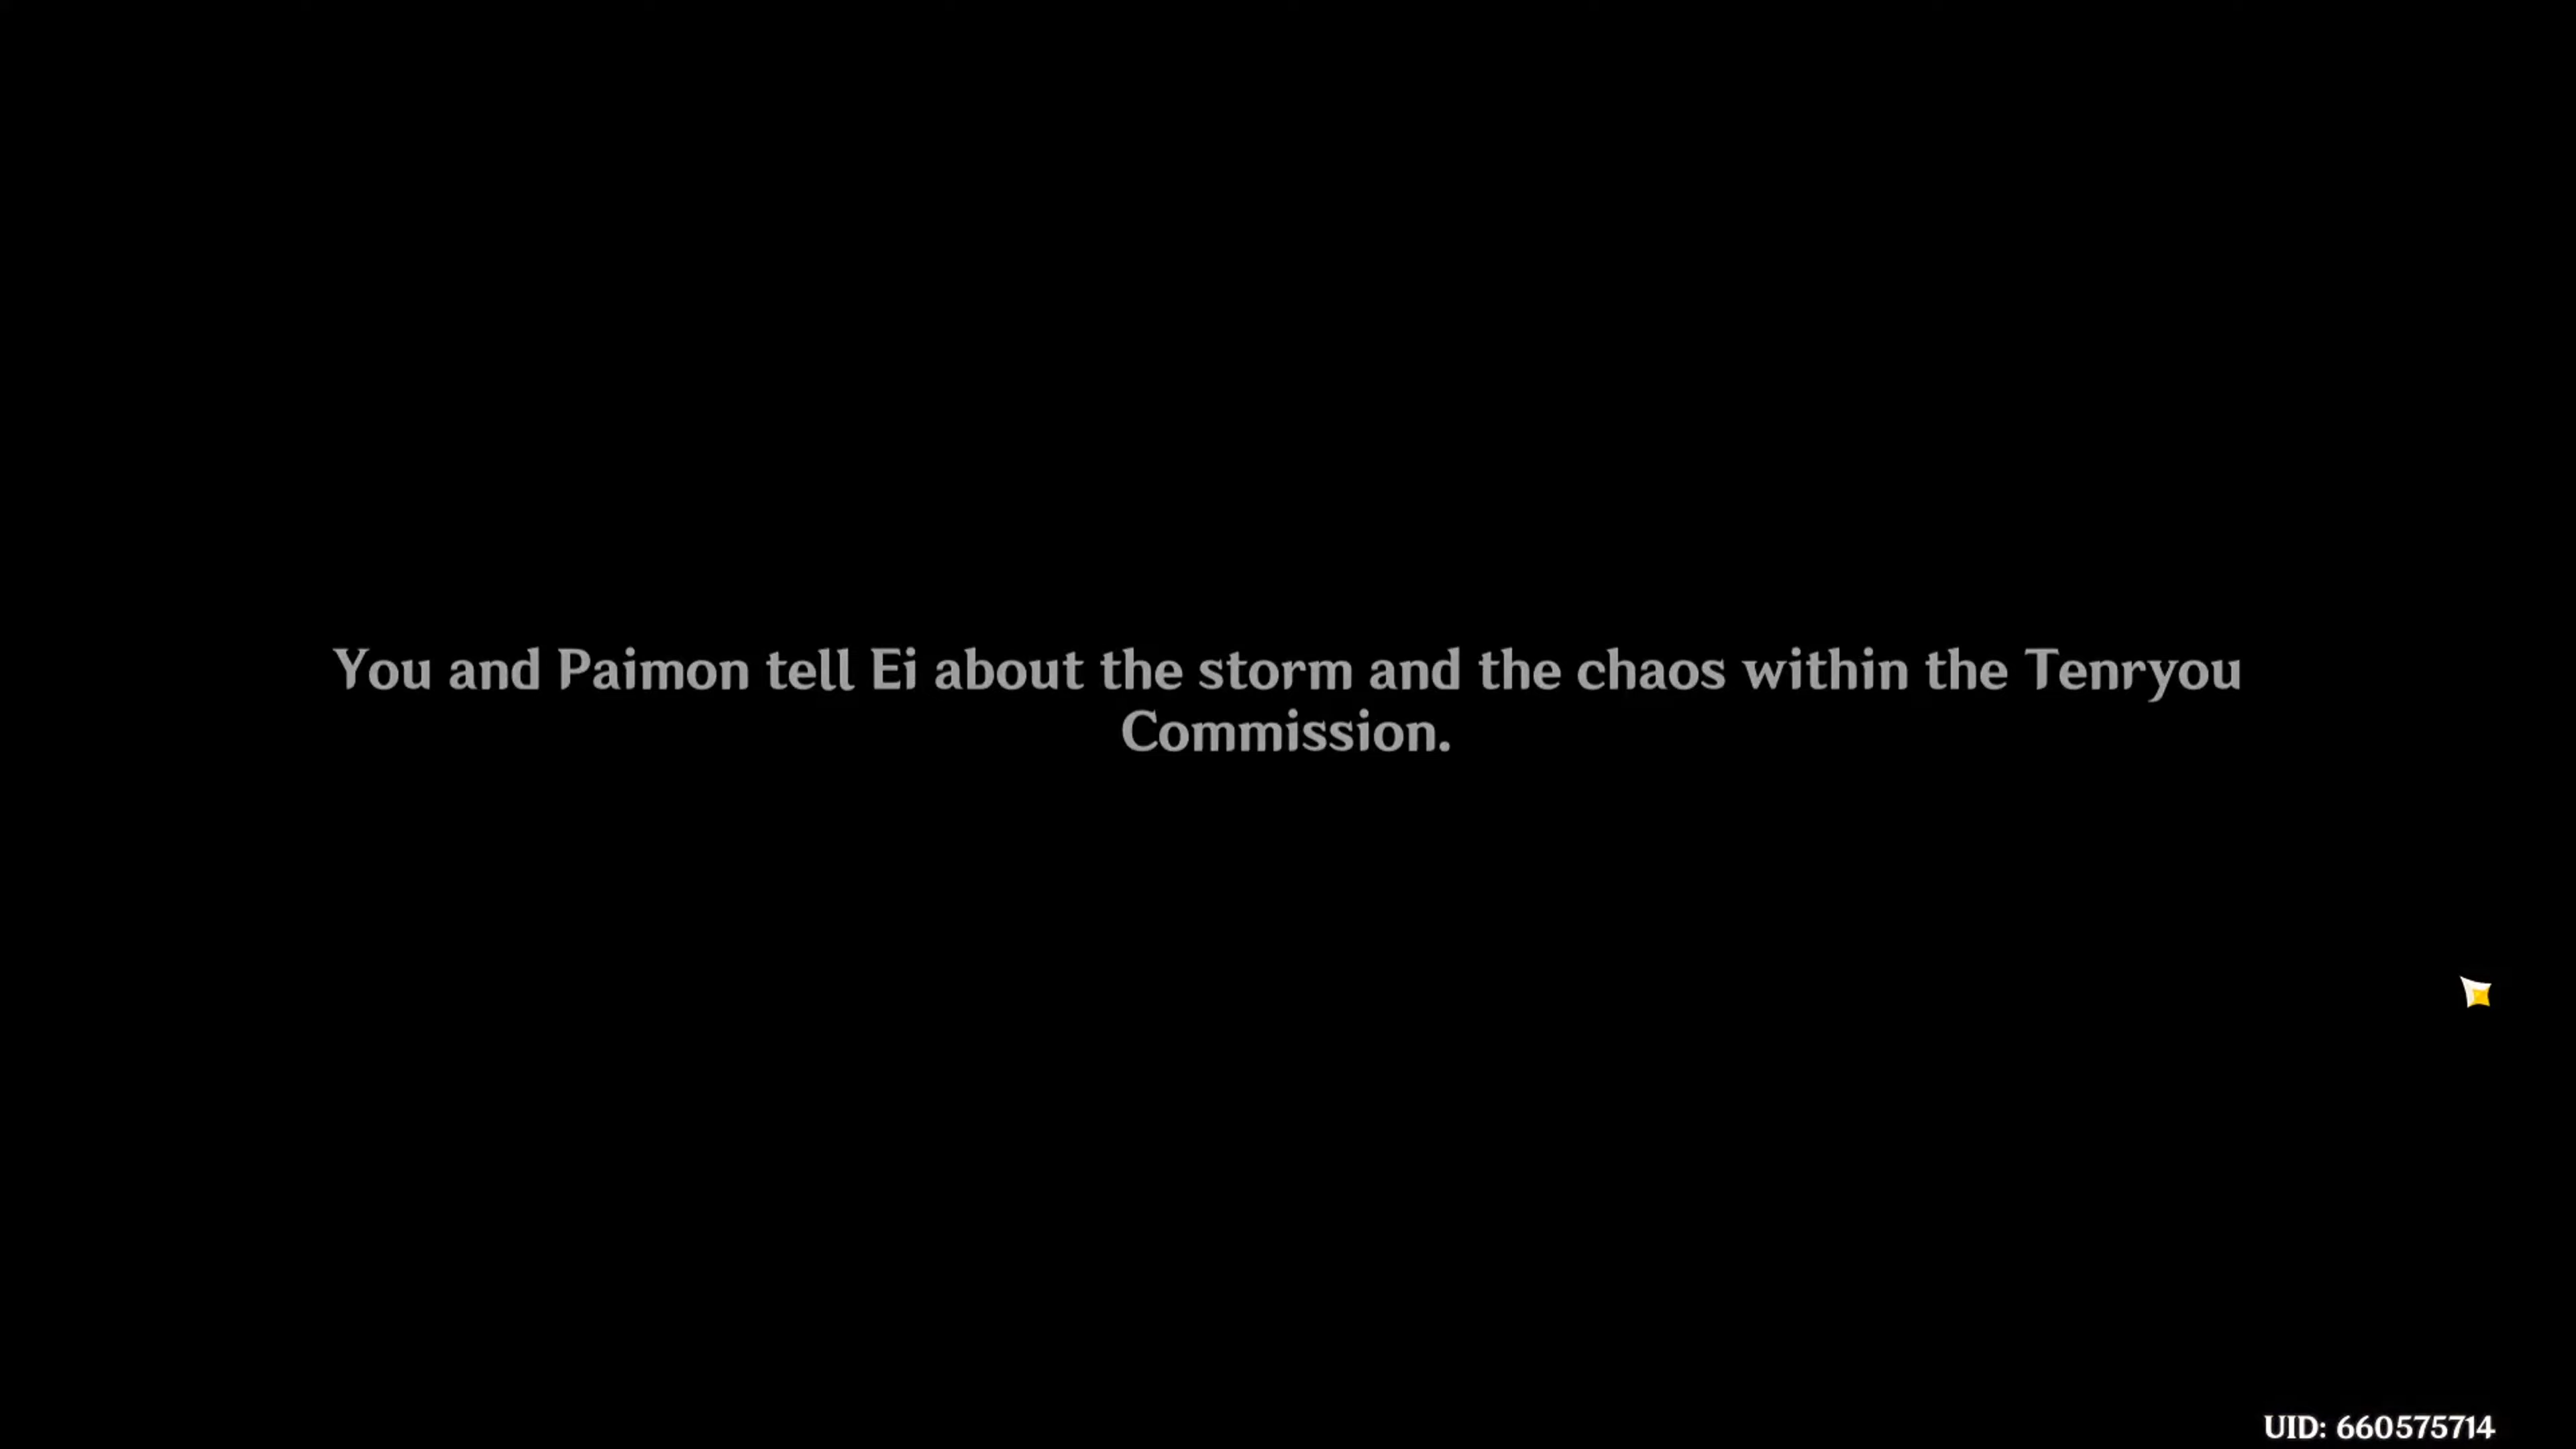 You and Paimon tell Ei about the storm and the chaos within the Tenryou
Commission.
UID: 660575714